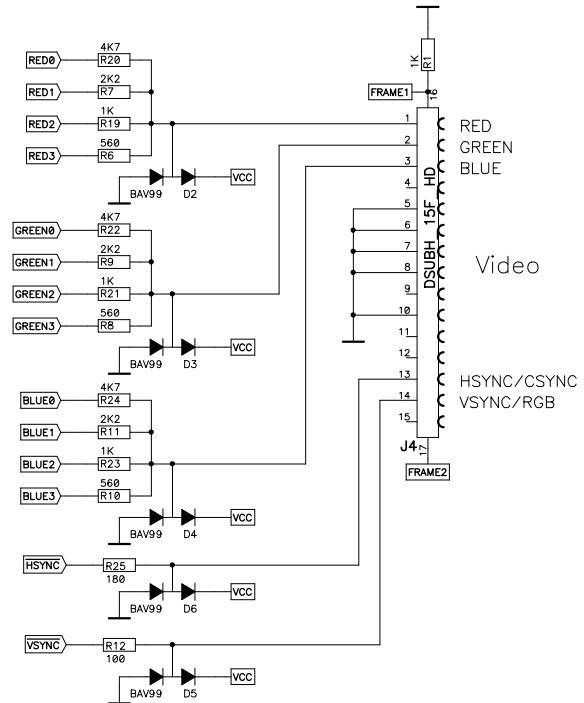 1K
R1
FRAME1
16
RED0
4K7
R20
RED1
2K2
R7
RED2
1K
R19
RED3
560
R6
BAV99
D2
VCC
GREEN0
4K7
R22
GREEN1
2K2
R9
GREEN2
1K
R21
GREEN3
560
R8
BAV99
D3
VCC
BLUE0
4K7
R24
BLUE1
2K2
R11
BLUE2
1K
R23
BLUE3
560
R10
BAV99
D4
VCC
HSYNC
R25
180
BAV99
D6
VCC
VSYNC
R12
100
BAV99
D5
VCC
1
2
3
4
5
6
7
8
9
10
11
12
13
14
15
DSUBH 15F HD
J4
17
FRAME2
RED
GREEN
BLUE
Video
HSYNC/CSYNC
VSYNC/RGB